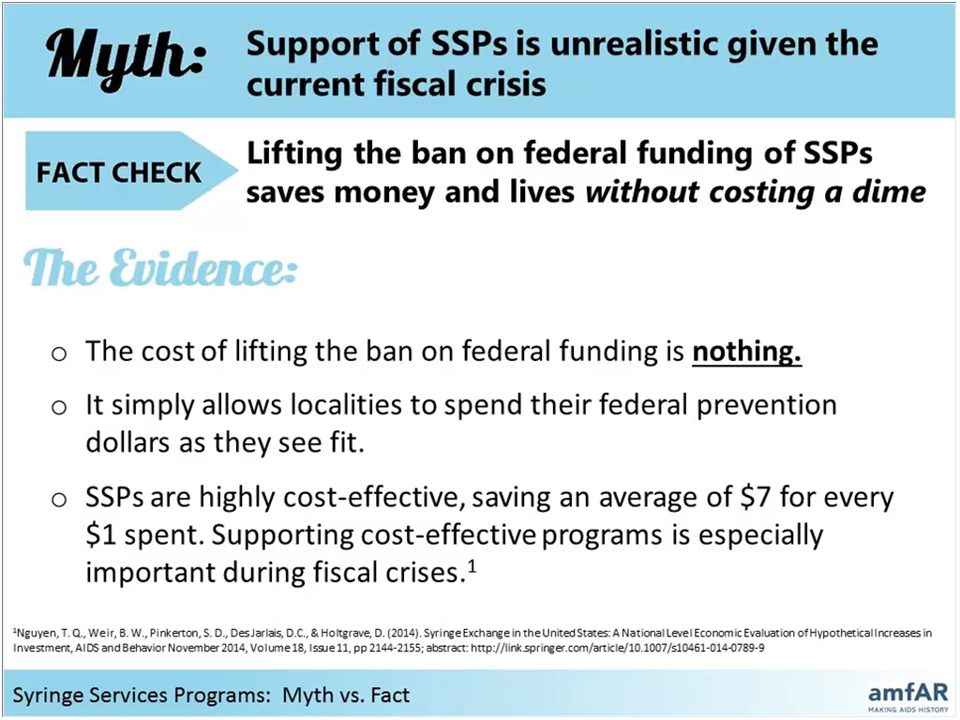 Myth:
Support of SSPs is unrealistic given the
current fiscal crisis
FACT CHECK
Lifting the ban on federal funding of SSPs
saves money and lives without costing a dime
The Evidence:
o The cost of lifting the ban on federal funding is nothing.
o It simply allows localities to spend their federal prevention
dollars as they see fit.
o SSPs are highly cost-effective, saving an average of $7 for every
$1 spent. Supporting cost-effective programs is especially
important during fiscal crises.¹
¹Nguyen, T. Q., Weir, B. W., Pinkerton, S. D., Des Jarlais, D.C., & Holtgrave, D. (2014). Syringe Exchange in the United States: A National Level Economic Evaluation of Hypothetical Increases in
Investment, AIDS and Behavior November 2014, Volume 18, Issue 11, pp 2144-2155; abstract: http://link.springer.com/article/10.1007/s10461-014-0789-9
Syringe Services Programs: Myth vs. Fact
amfAR
MAKING AIDS HISTORY